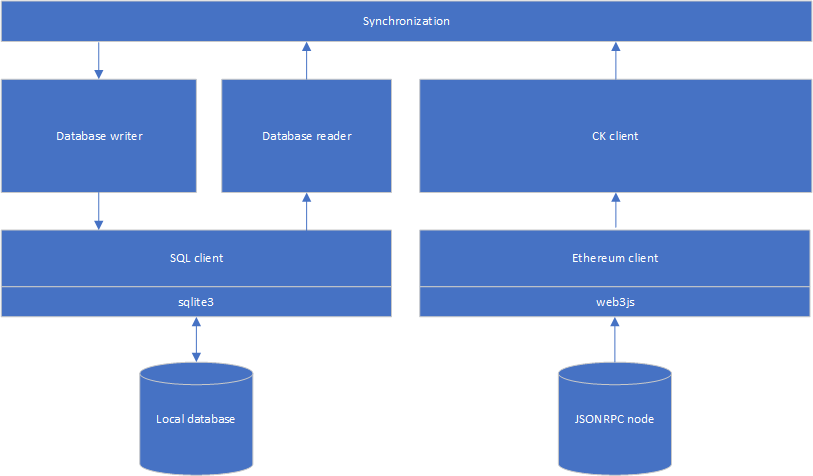 Synchronization
Database writer
Database reader
CK client
SQL client
Ethereum client
sqlite3
web3js
Local database
JSONRPC node